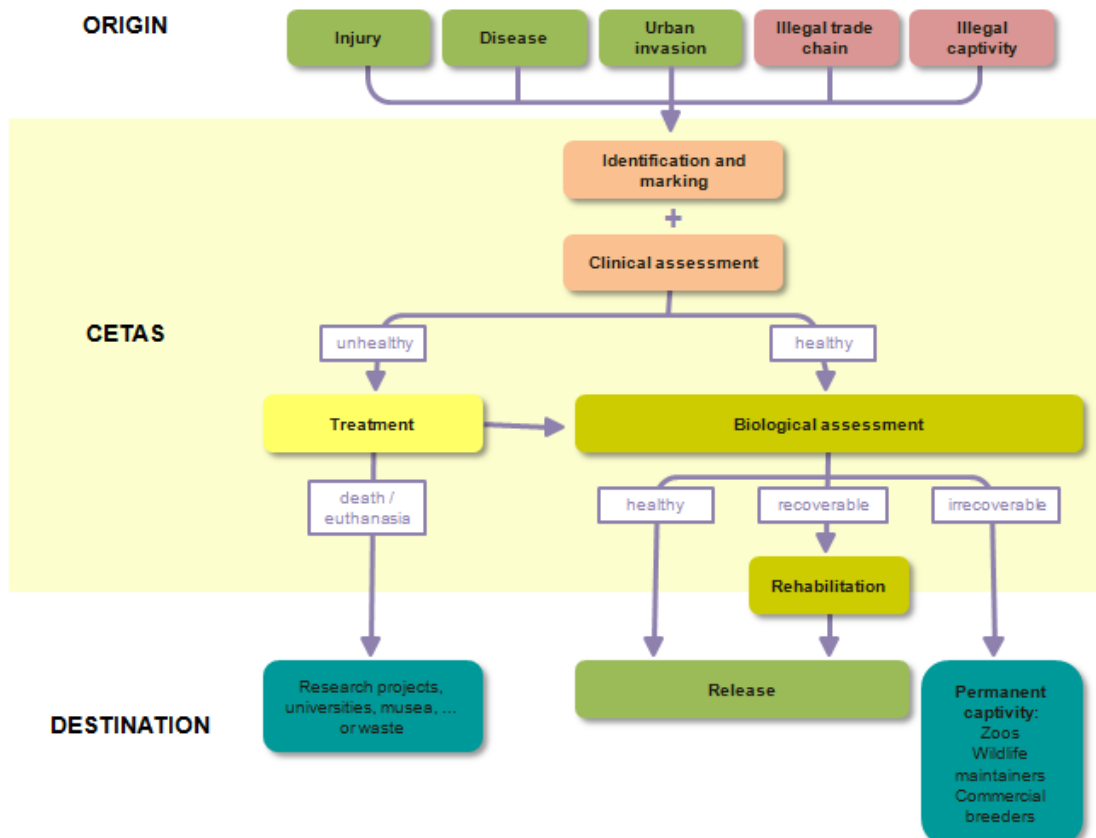 ORIGIN
Injury
Disease
Urban
invasion
Illegal trade
chain
Illegal
captivity
Identification and
marking
+
Clinical assessment
CETAS
unhealthy
healthy
Treatment
Biological assessment
death /
euthanasia
healthy
recoverable
irrecoverable
Rehabilitation
DESTINATION
Research projects,
universities, musea, ...
or waste
Release
Permanent
captivity:
Zoos
Wildlife
maintainers
Commercial
breeders